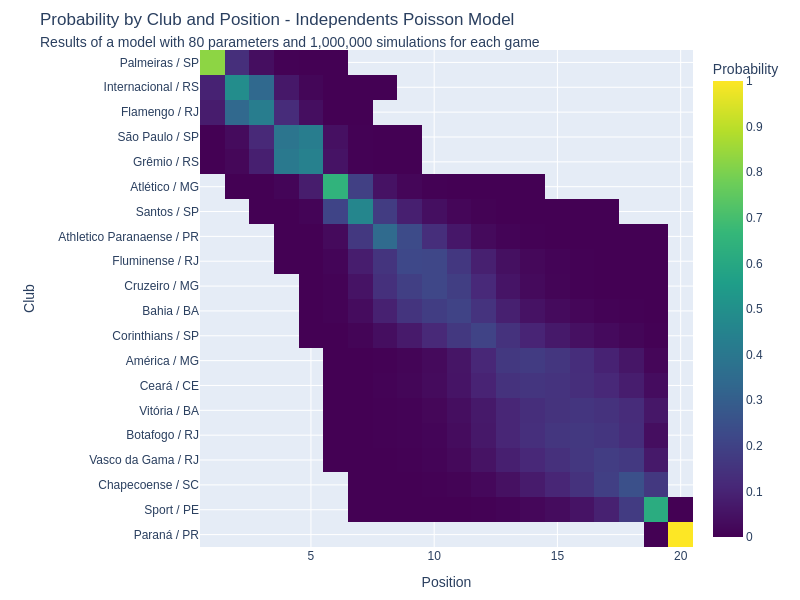 Probability by Club and Position - Independents Poisson Model
Results of a model with 80 parameters and 1,000,000 simulations for each game
Probability
Palmeiras / SP
Internacional / RS
Flamengo / RJ
São Paulo / SP
Grêmio / RS
Atlético / MG
Santos / SP
Athletico Paranaense / PR
Fluminense / RJ
Cruzeiro / MG
Bahia / BA
Corinthians / SP
América / MG
Ceará / CE
Vitória / BA
Botafogo / RJ
Vasco da Gama / RJ
Chapecoense / SC
Sport / PE
Paraná / PR
Club
5
10
15
20
Position
1
0.9
0.8
0.7
0.6
0.5
0.4
0.3
0.2
0.1
0